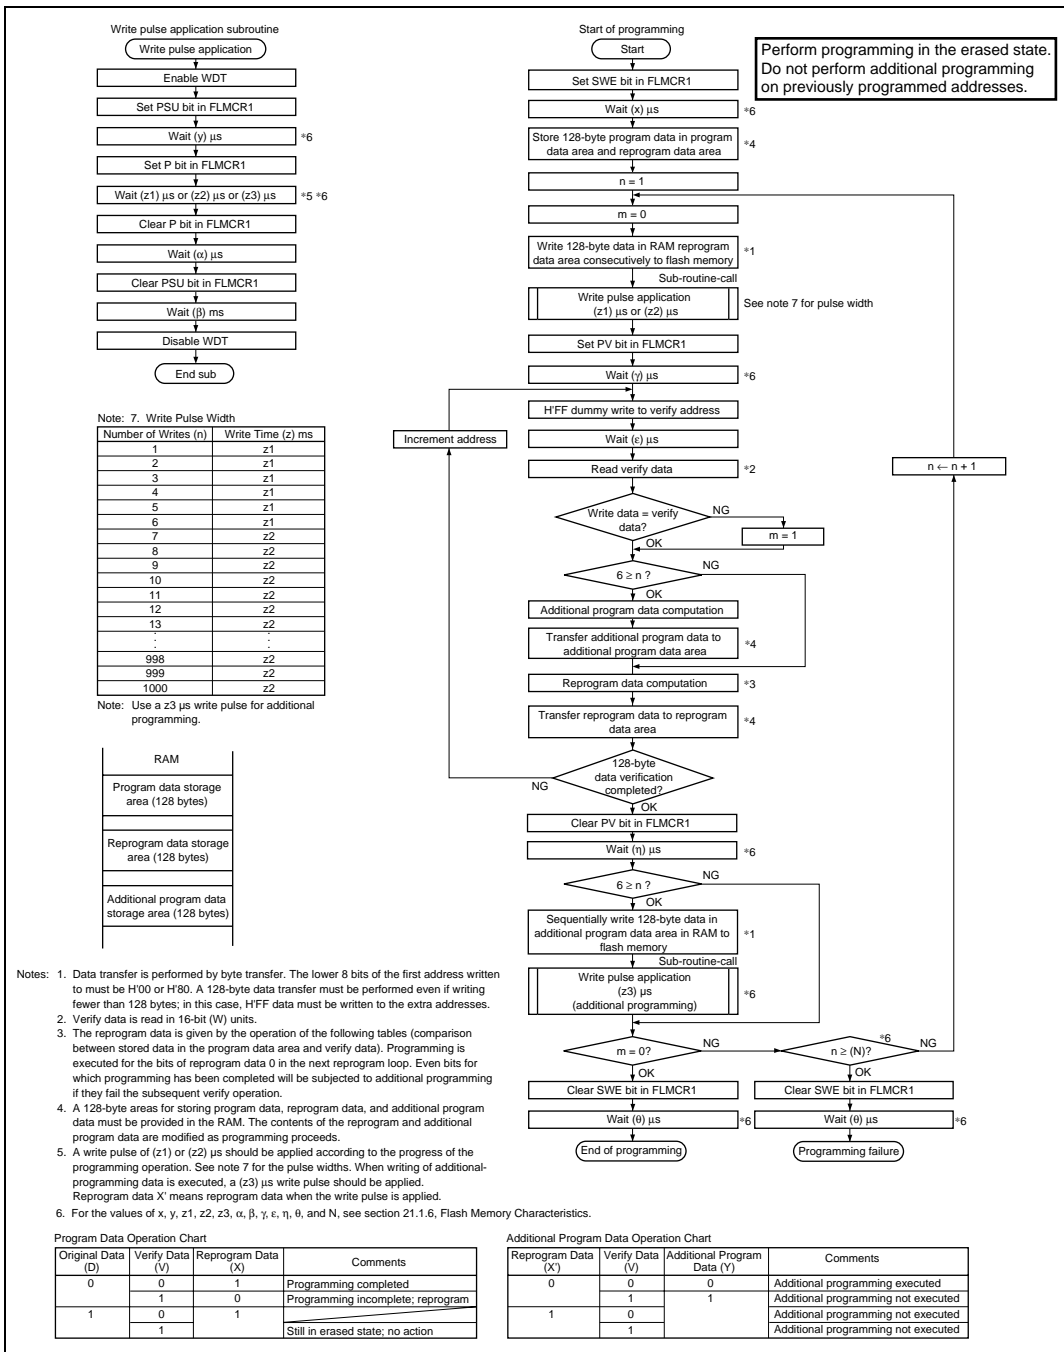 Write pulse application subroutine
Write pulse application
Enable WDT
Set PSU bit in FLMCR1
Wait (y) µs
*6
Set P bit in FLMCR1
Wait (z1) µs or (z2) µs or (z3) µs
*5 *6
Clear P bit in FLMCR1
Wait (α) µs
Clear PSU bit in FLMCR1
Wait (β) ms
Disable WDT
End sub
Note: 7. Write Pulse Width
Number of Writes (n) Write Time (z) ms
1 z1
2 z1
3 z1
4 z1
5 z1
6 z1
7 z2
8 z2
9 z2
10 z2
11 z2
12 z2
13 z2
: :
998 z2
999 z2
1000 z2
Note: Use a z3 µs write pulse for additional
programming.
RAM
Program data storage
area (128 bytes)
Reprogram data storage
area (128 bytes)
Additional program data
storage area (128 bytes)
Start of programming
Start
Perform programming in the erased state.
Do not perform additional programming
on previously programmed addresses.
Set SWE bit in FLMCR1
Wait (x) µs
*6
Store 128-byte program data in program
data area and reprogram data area
*4
n = 1
m = 0
Write 128-byte data in RAM reprogram
data area consecutively to flash memory
*1
Sub-routine-call
Write pulse application
(z1) µs or (z2) µs
See note 7 for pulse width
Set PV bit in FLMCR1
Wait (γ) µs
*6
H'FF dummy write to verify address
Increment address
Wait (ε) µs
Read verify data
*2
n ← n + 1
Write data = verify
data?
NG
m = 1
OK
6 ≥ n ?
NG
OK
Additional program data computation
Transfer additional program data to
additional program data area
*4
Reprogram data computation
*3
Transfer reprogram data to reprogram
data area
*4
128-byte
data verification
completed?
NG
OK
Clear PV bit in FLMCR1
Wait (η) µs
*6
6 ≥ n ?
NG
OK
Sequentially write 128-byte data in
additional program data area in RAM to
flash memory
*1
Sub-routine-call
Write pulse application
(z3) µs
(additional programming)
*6
m = 0?
NG
n ≥ (N)?
*6
NG
OK
OK
Clear SWE bit in FLMCR1
Clear SWE bit in FLMCR1
Wait (θ) µs
*6
Wait (θ) µs
*6
End of programming
Programming failure
Notes: 1. Data transfer is performed by byte transfer. The lower 8 bits of the first address written
to must be H'00 or H'80. A 128-byte data transfer must be performed even if writing
fewer than 128 bytes; in this case, H'FF data must be written to the extra addresses.
2. Verify data is read in 16-bit (W) units.
3. The reprogram data is given by the operation of the following tables (comparison
between stored data in the program data area and verify data). Programming is
executed for the bits of reprogram data 0 in the next reprogram loop. Even bits for
which programming has been completed will be subjected to additional programming
if they fail the subsequent verify operation.
4. A 128-byte areas for storing program data, reprogram data, and additional program
data must be provided in the RAM. The contents of the reprogram and additional
program data are modified as programming proceeds.
5. A write pulse of (z1) or (z2) µs should be applied according to the progress of the
programming operation. See note 7 for the pulse widths. When writing of additional-
programming data is executed, a (z3) µs write pulse should be applied.
Reprogram data X' means reprogram data when the write pulse is applied.
6. For the values of x, y, z1, z2, z3, α, β, γ, ε, η, θ, and N, see section 21.1.6, Flash Memory Characteristics.
Program Data Operation Chart
Original Data (D) Verify Data (V) Reprogram Data (X) Comments
0 0 1 Programming completed
1 0 Programming incomplete; reprogram
1 0 1
1 Still in erased state; no action
Additional Program Data Operation Chart
Reprogram Data (X') Verify Data (V) Additional Program Data (Y) Comments
0 0 0 Additional programming executed
1 1 Additional programming not executed
1 0 Additional programming not executed
1 Additional programming not executed